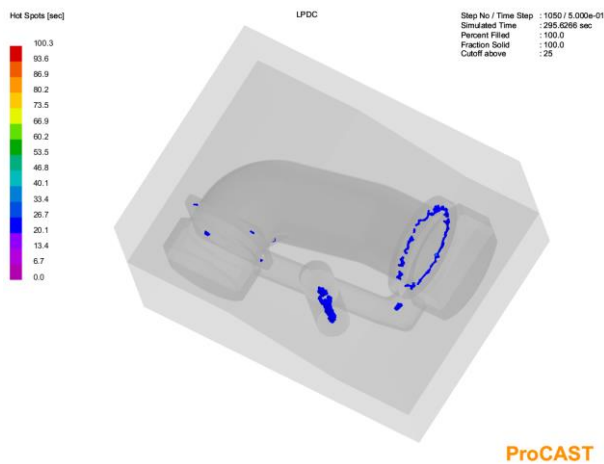 Hot Spots [sec]
LPDC
Step No / Time Step : 1050 / 5.000e-01
Simulated Time : 295.6266 sec
Percent Filled : 100.0
Fraction Solid : 100.0
Cutoff above : 25
100.3
93.6
86.9
80.2
73.5
66.9
60.2
53.5
46.8
40.1
33.4
26.7
20.1
13.4
6.7
0.0
ProCAST